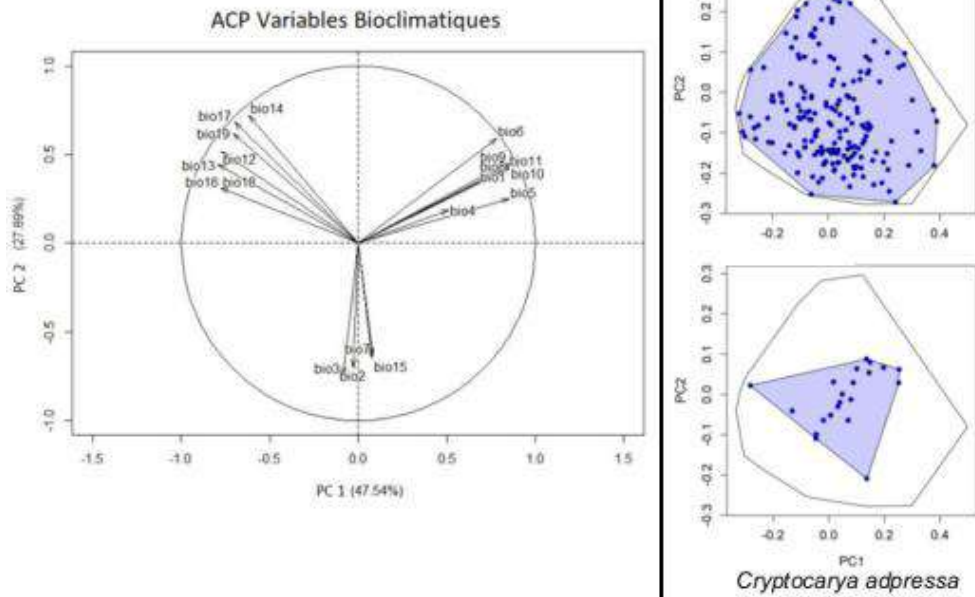 ACP Variables Bioclimatiques
1.0
0.5
0.0
-0.5
-1.0
PC 2 (27.89%)
bio17
bio14
bio19
bio12
bio13
bio16
bio18
bio6
bio9
bio11
bio10
bio1
bio5
bio4
bio7
bio3
bio2
bio15
-1.5
-1.0
-0.5
0.0
0.5
1.0
1.5
PC 1 (47.54%)
0.2
0.1
0.0
-0.1
-0.2
-0.3
PC2
-0.2
0.0
0.2
0.4
0.3
0.2
0.1
0.0
-0.1
-0.2
-0.3
PC2
-0.2
0.0
0.2
0.4
PC1
Cryptocarya adpressa